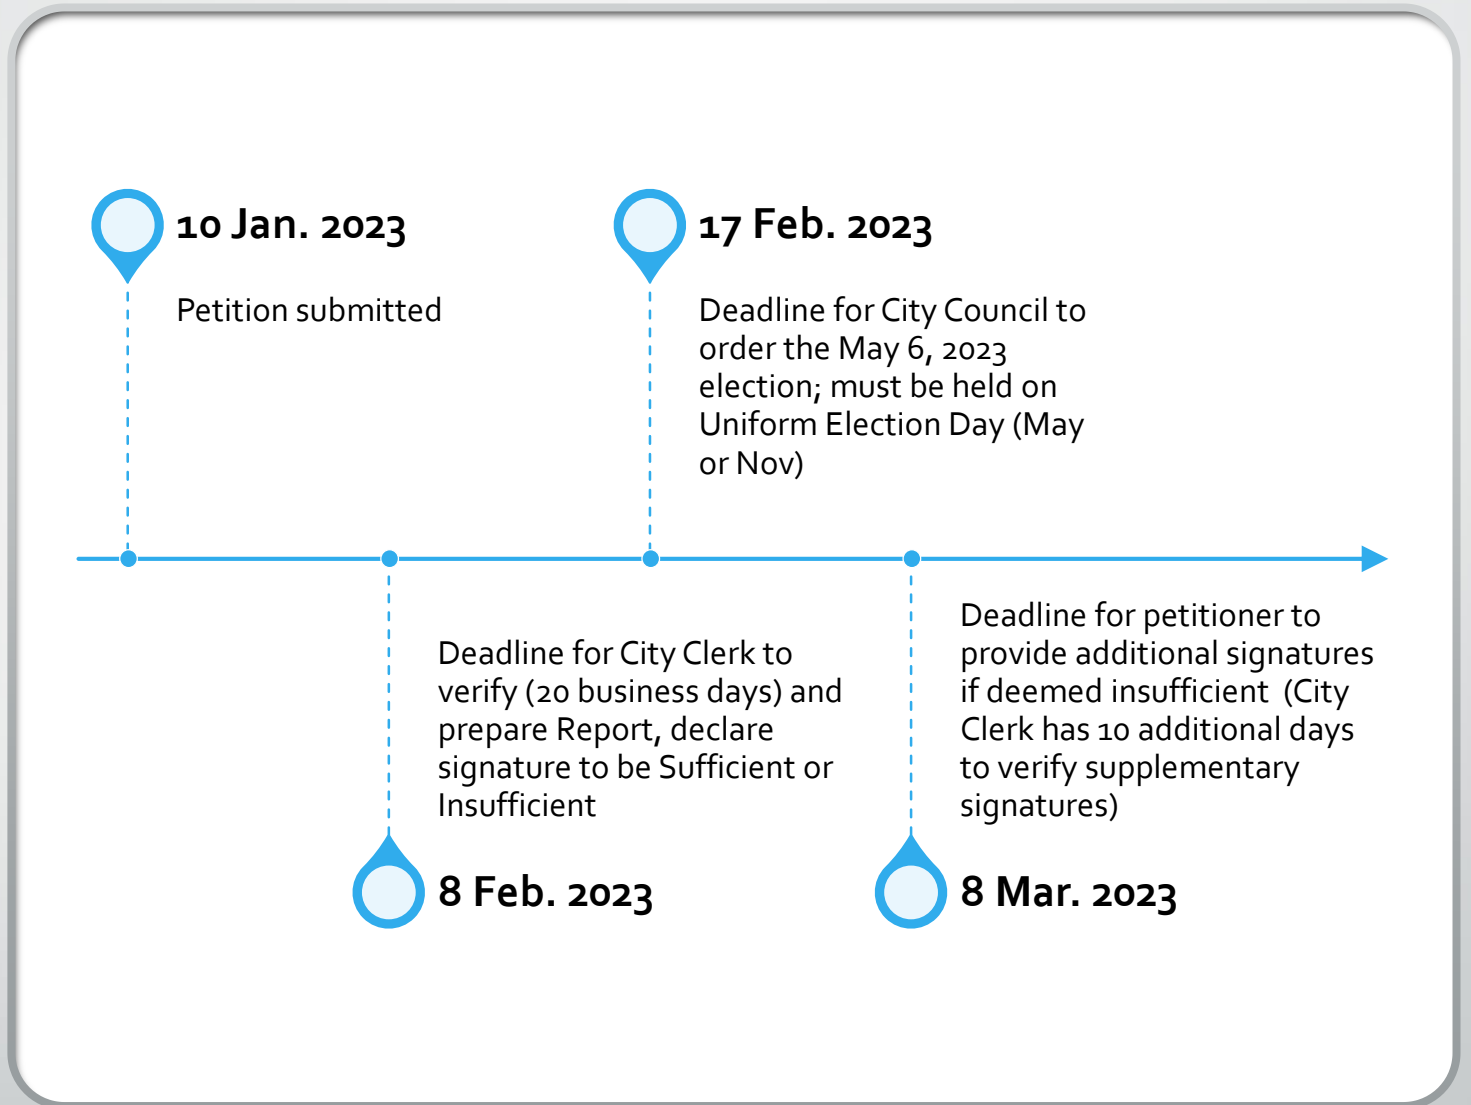 10 Jan. 2023
Petition submitted
Deadline for City Clerk to
verify (20 business days) and
prepare Report, declare
signature to be Sufficient or
Insufficient
8 Feb. 2023
17 Feb. 2023
Deadline for City Council to
order the May 6, 2023
election; must be held on
Uniform Election Day (May
or Nov)
Deadline for petitioner to
provide additional signatures
if deemed insufficient  (City
Clerk has 10 additional days
to verify supplementary
signatures)
8 Mar. 2023